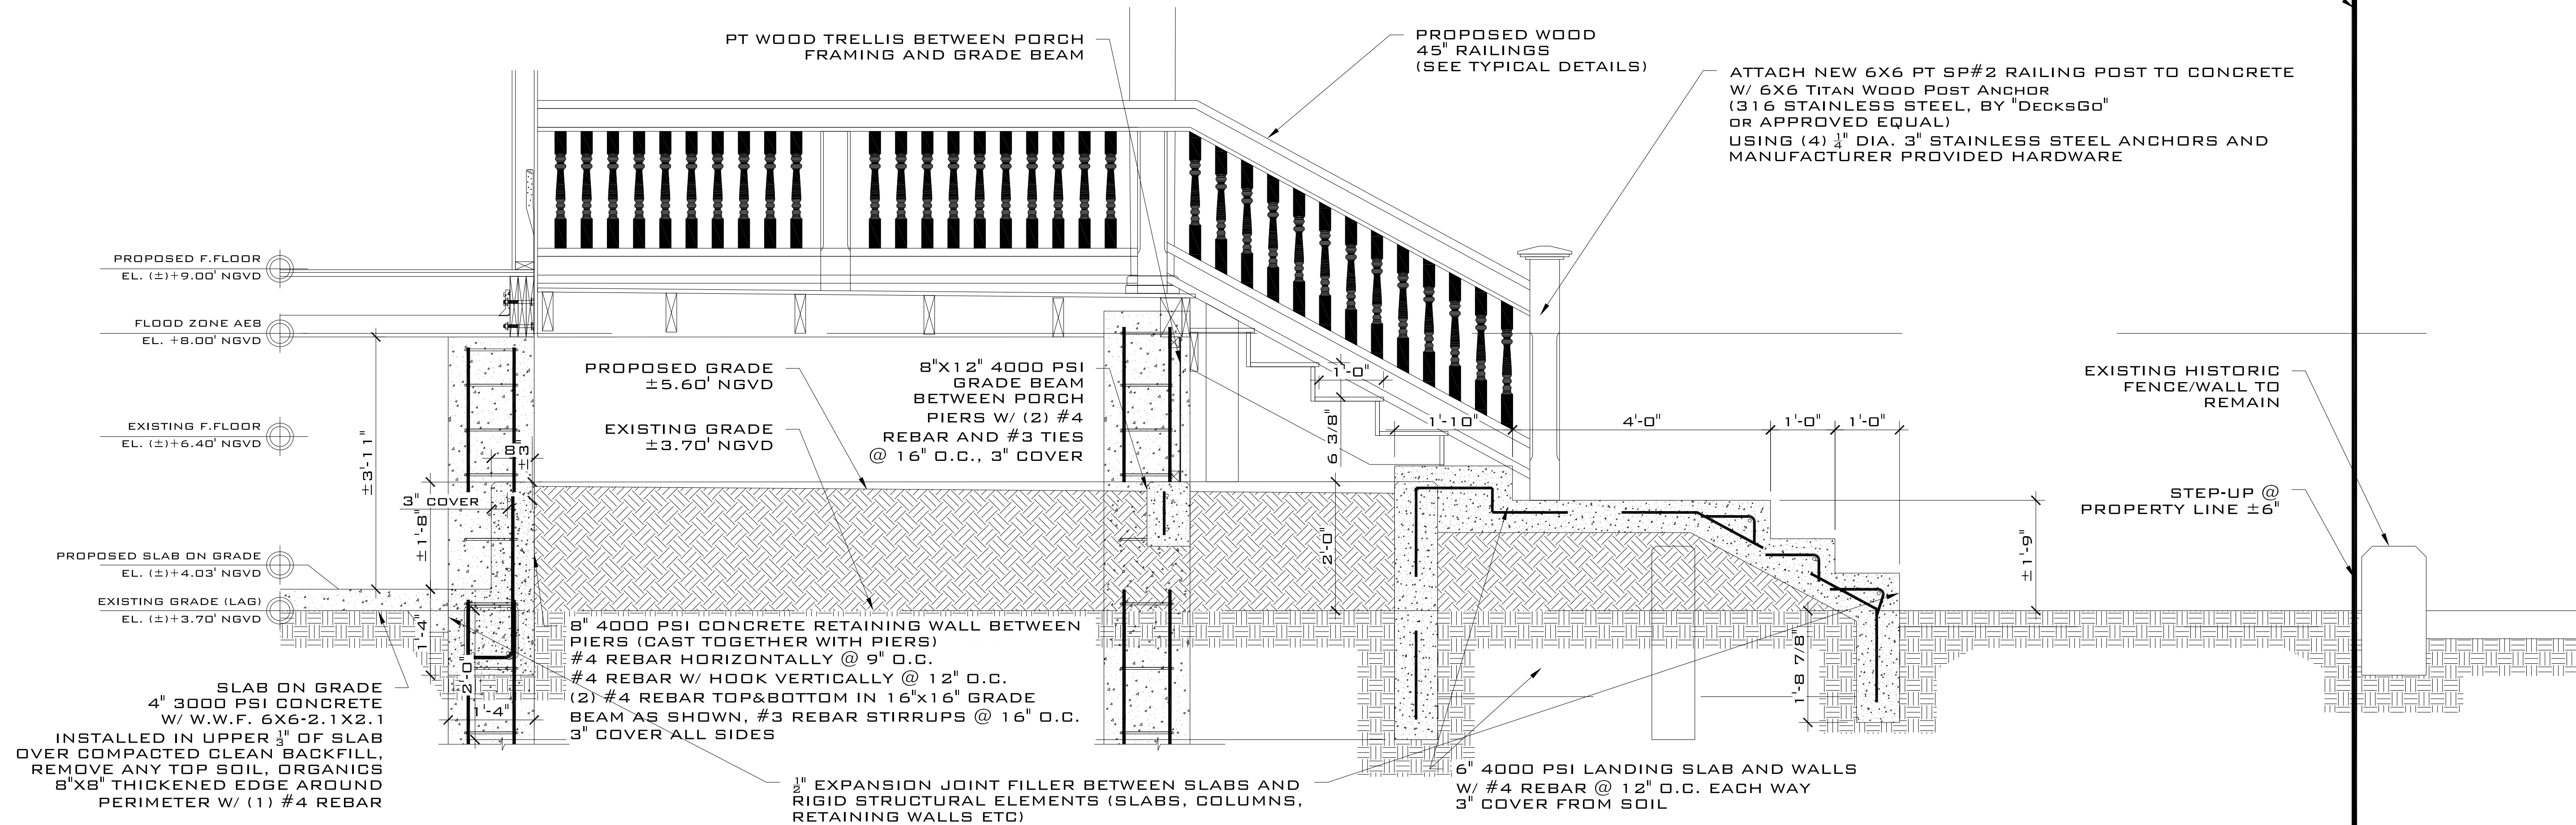 PT WOOD TRELLIS BETWEEN PORCH
FRAMING AND GRADE BEAM
PROPOSED WOOD
45" RAILINGS
(SEE TYPICAL DETAILS)
ATTACH NEW 6X6 PT SP#2 RAILING POST TO CONCRETE
W/ 6X6 TITAN WOOD POST ANCHOR
(316 STAINLESS STEEL, BY "DECKSGO"
OR APPROVED EQUAL)
USING (4) 1/4" DIA. 3" STAINLESS STEEL ANCHORS AND
MANUFACTURER PROVIDED HARDWARE
PROPOSED F.FLOOR
EL. (±)+9.00' NGVD
FLOOD ZONE AE8
EL. +8.00' NGVD
EXISTING F.FLOOR
EL. (±)+6.40' NGVD
PROPOSED SLAB ON GRADE
EL. (±)+4.03' NGVD
EXISTING GRADE (LAG)
EL. (±)+3.70' NGVD
±3'-11"
8"
±3"
3" COVER
±1'-8"
1'-4"
2'-0"
1'-4"
PROPOSED GRADE
±5.60' NGVD
EXISTING GRADE
±3.70' NGVD
8"X12" 4000 PSI
GRADE BEAM
BETWEEN PORCH
PIERS W/ (2) #4
REBAR AND #3 TIES
@ 16" O.C., 3" COVER
1'-0"
6 3/8"
2'-0"
1'-10"
4'-0"
1'-0"
1'-0"
±1'-9"
1'-8 7/8"
EXISTING HISTORIC
FENCE/WALL TO
REMAIN
STEP-UP @
PROPERTY LINE ±6"
SLAB ON GRADE
4" 3000 PSI CONCRETE
W/ W.W.F. 6X6-2.1X2.1
INSTALLED IN UPPER 1/3" OF SLAB
OVER COMPACTED CLEAN BACKFILL,
REMOVE ANY TOP SOIL, ORGANICS
8"X8" THICKENED EDGE AROUND
PERIMETER W/ (1) #4 REBAR
8" 4000 PSI CONCRETE RETAINING WALL BETWEEN
PIERS (CAST TOGETHER WITH PIERS)
#4 REBAR HORIZONTALLY @ 9" O.C.
#4 REBAR W/ HOOK VERTICALLY @ 12" O.C.
(2) #4 REBAR TOP&BOTTOM IN 16"X16" GRADE
BEAM AS SHOWN, #3 REBAR STIRRUPS @ 16" O.C.
3" COVER ALL SIDES
1/2" EXPANSION JOINT FILLER BETWEEN SLABS AND
RIGID STRUCTURAL ELEMENTS (SLABS, COLUMNS,
RETAINING WALLS ETC)
6" 4000 PSI LANDING SLAB AND WALLS
W/ #4 REBAR @ 12" O.C. EACH WAY
3" COVER FROM SOIL